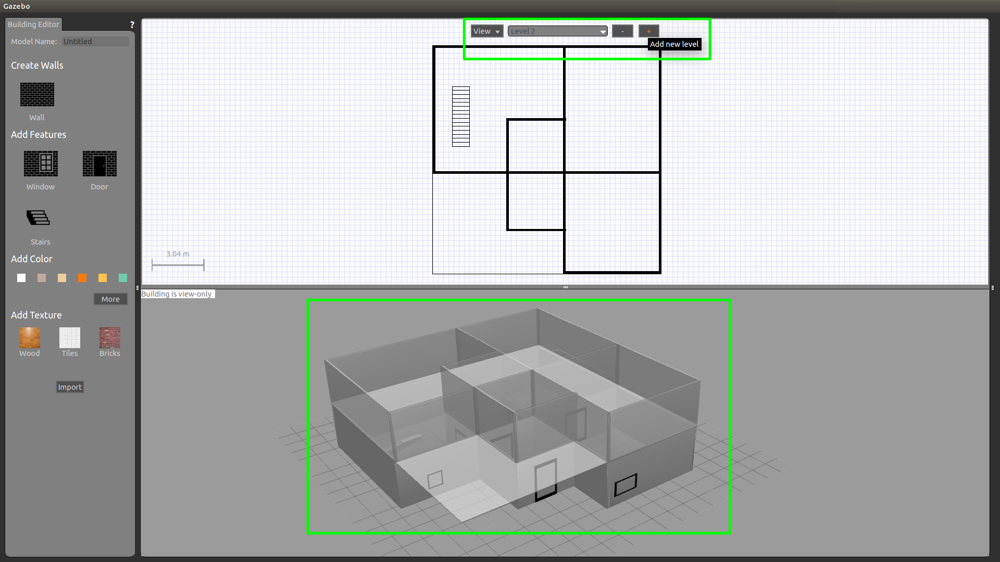 Gazebo
Building Editor
?
Model Name: Untitled
Create Walls
Wall
Add Features
Window Door
Stairs
Add Color
More
Add Texture
Wood Tiles Bricks
Import
View Level 2 - +
Add new level
3.04 m
Building is view-only